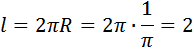 l = 2πR = 2π · 1/π = 2